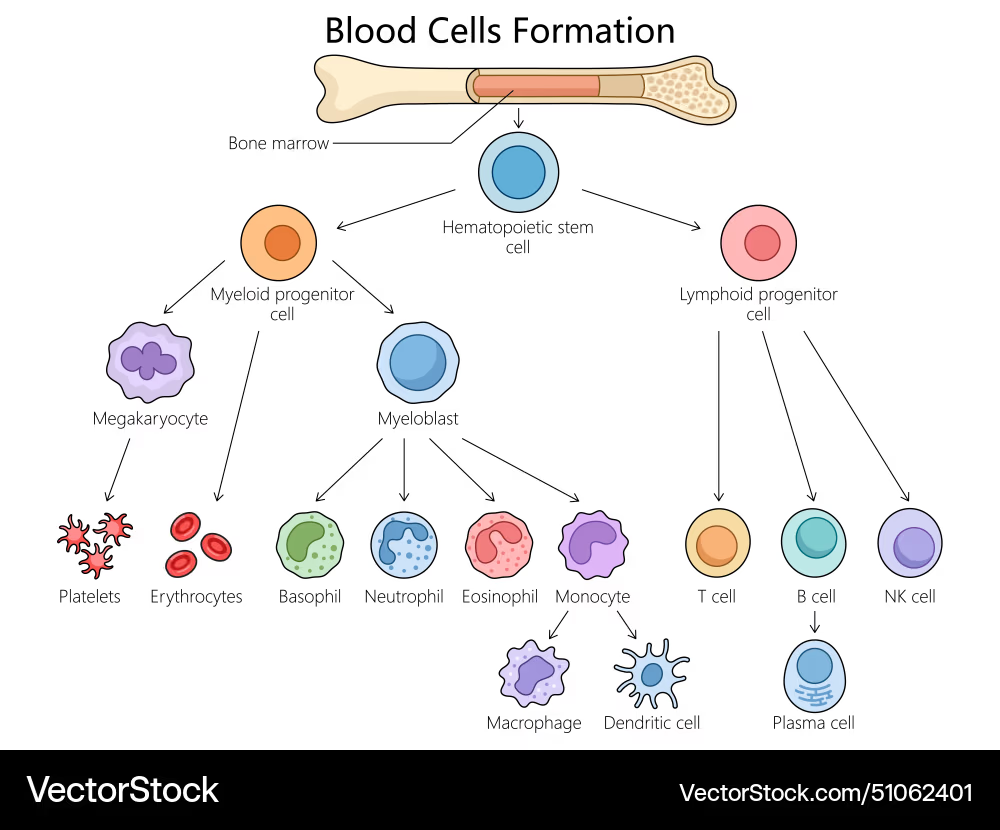 Blood Cells Formation
Bone marrow
Hematopoietic stem
cell
Myeloid progenitor
cell
Lymphoid progenitor
cell
Megakaryocyte
Myeloblast
Platelets
Erythrocytes
Basophil
Neutrophil
Eosinophil
Monocyte
T cell
B cell
NK cell
Macrophage
Dendritic cell
Plasma cell
VectorStock
VectorStock.com/51062401